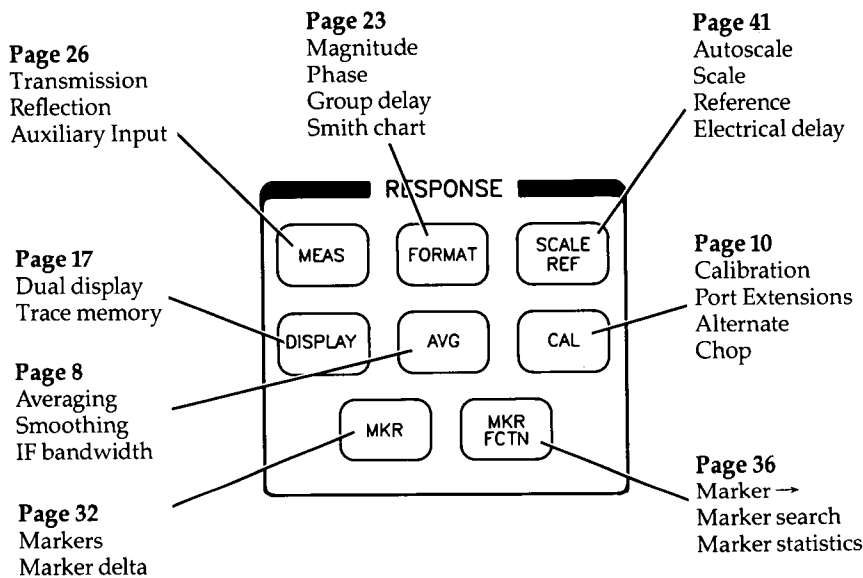 Page 26
Transmission
Reflection
Auxiliary Input
Page 23
Magnitude
Phase
Group delay
Smith chart
Page 41
Autoscale
Scale
Reference
Electrical delay
RESPONSE
MEAS
FORMAT
SCALE
REF
Page 17
Dual display
Trace memory
DISPLAY
AVG
CAL
Page 10
Calibration
Port Extensions
Alternate
Chop
Page 8
Averaging
Smoothing
IF bandwidth
MKR
MKR
FCTN
Page 32
Markers
Marker delta
Page 36
Marker →
Marker search
Marker statistics